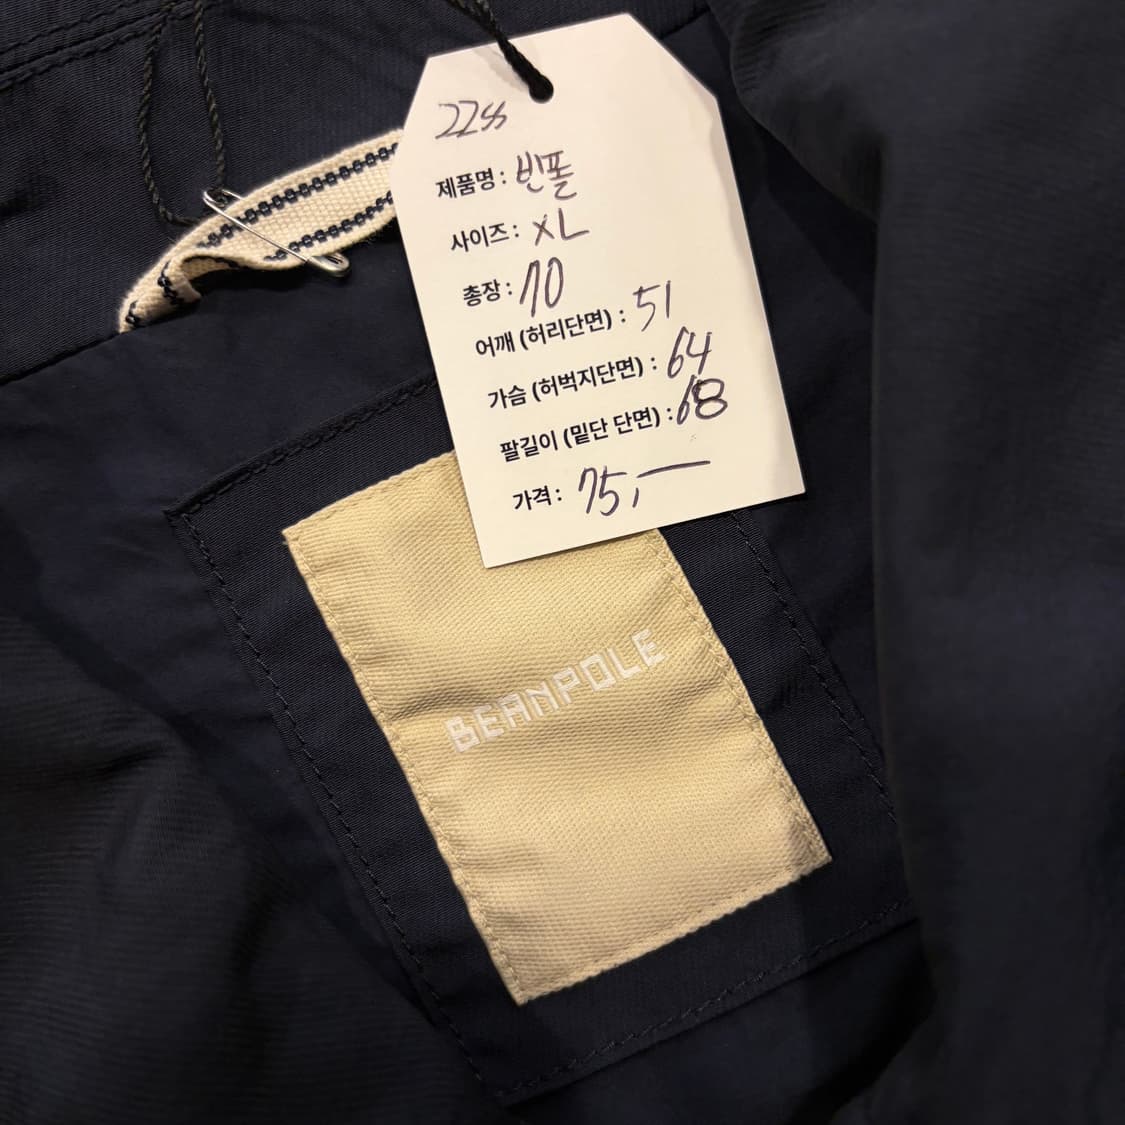 22ss
제품명: 빈폴
사이즈: XL
총장: 70
어깨 (허리단면) : 51
가슴 (허벅지단면) : 64
팔길이 (밑단 단면) : 68
가격: 75,—
BEANPOLE